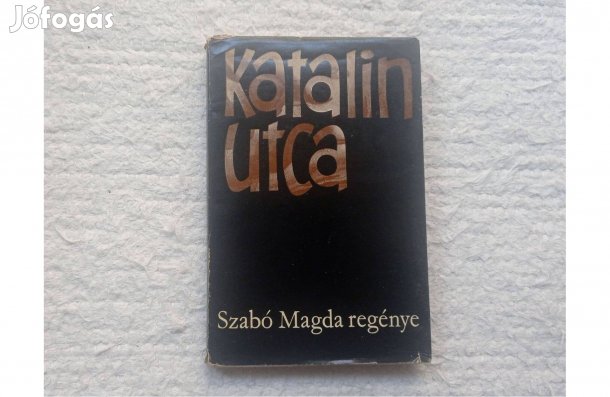 Jófogás
Katalin
utca
Szabó Magda regénye